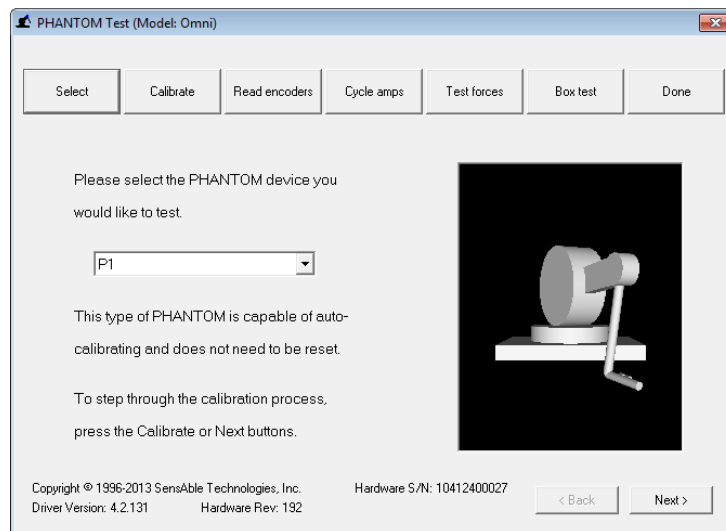 PHANTOM Test (Model: Omni)
Select Calibrate Read encoders Cycle amps Test forces Box test Done
Please select the PHANTOM device you
would like to test.
P1
This type of PHANTOM is capable of auto-
calibrating and does not need to be reset.
To step through the calibration process,
press the Calibrate or Next buttons.
Copyright © 1996-2013 SensAble Technologies, Inc. Hardware S/N: 10412400027
Driver Version: 4.2.131 Hardware Rev: 192
< Back Next >